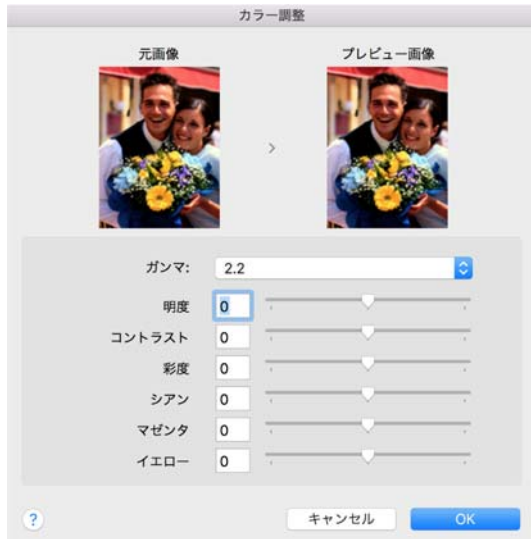 カラー調整
元画像
プレビュー画像
>
ガンマ: 2.2
明度 0
コントラスト 0
彩度 0
シアン 0
マゼンタ 0
イエロー 0
? キャンセル OK